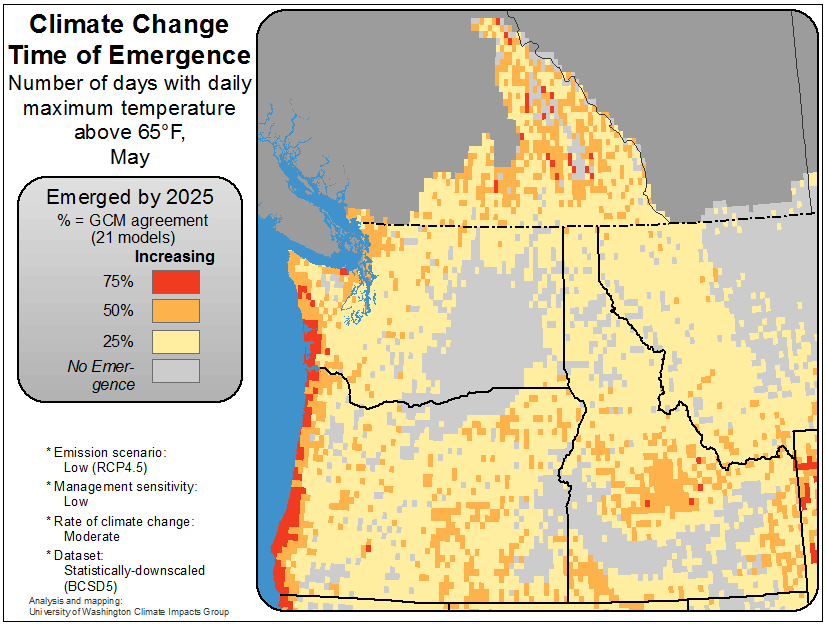 Climate Change
Time of Emergence
Number of days with daily
maximum temperature
above 65°F,
May
Emerged by 2025
% = GCM agreement
(21 models)
Increasing
75%
50%
25%
No Emer-
gence
* Emission scenario:
Low (RCP4.5)
* Management sensitivity:
Low
* Rate of climate change:
Moderate
* Dataset:
Statistically-downscaled
(BCSD5)
Analysis and mapping:
University of Washington Climate Impacts Group